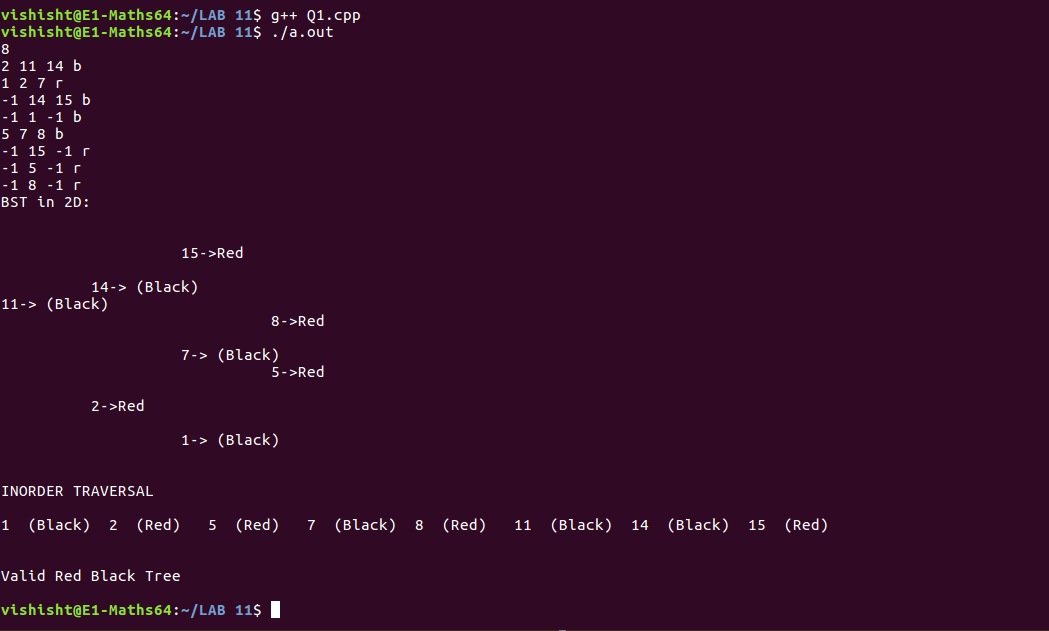 vishisht@E1-Maths64:~/LAB 11$ g++ Q1.cpp
vishisht@E1-Maths64:~/LAB 11$ ./a.out
8
2 11 14 b
1 2 7 r
-1 14 15 b
-1 1 -1 b
5 7 8 b
-1 15 -1 r
-1 5 -1 r
-1 8 -1 r
BST in 2D:
15->Red
14-> (Black)
11-> (Black)
8->Red
7-> (Black)
5->Red
2->Red
1-> (Black)
INORDER TRAVERSAL
1  (Black)  2  (Red)   5  (Red)   7  (Black)  8  (Red)   11  (Black)  14  (Black)  15  (Red)
Valid Red Black Tree
vishisht@E1-Maths64:~/LAB 11$